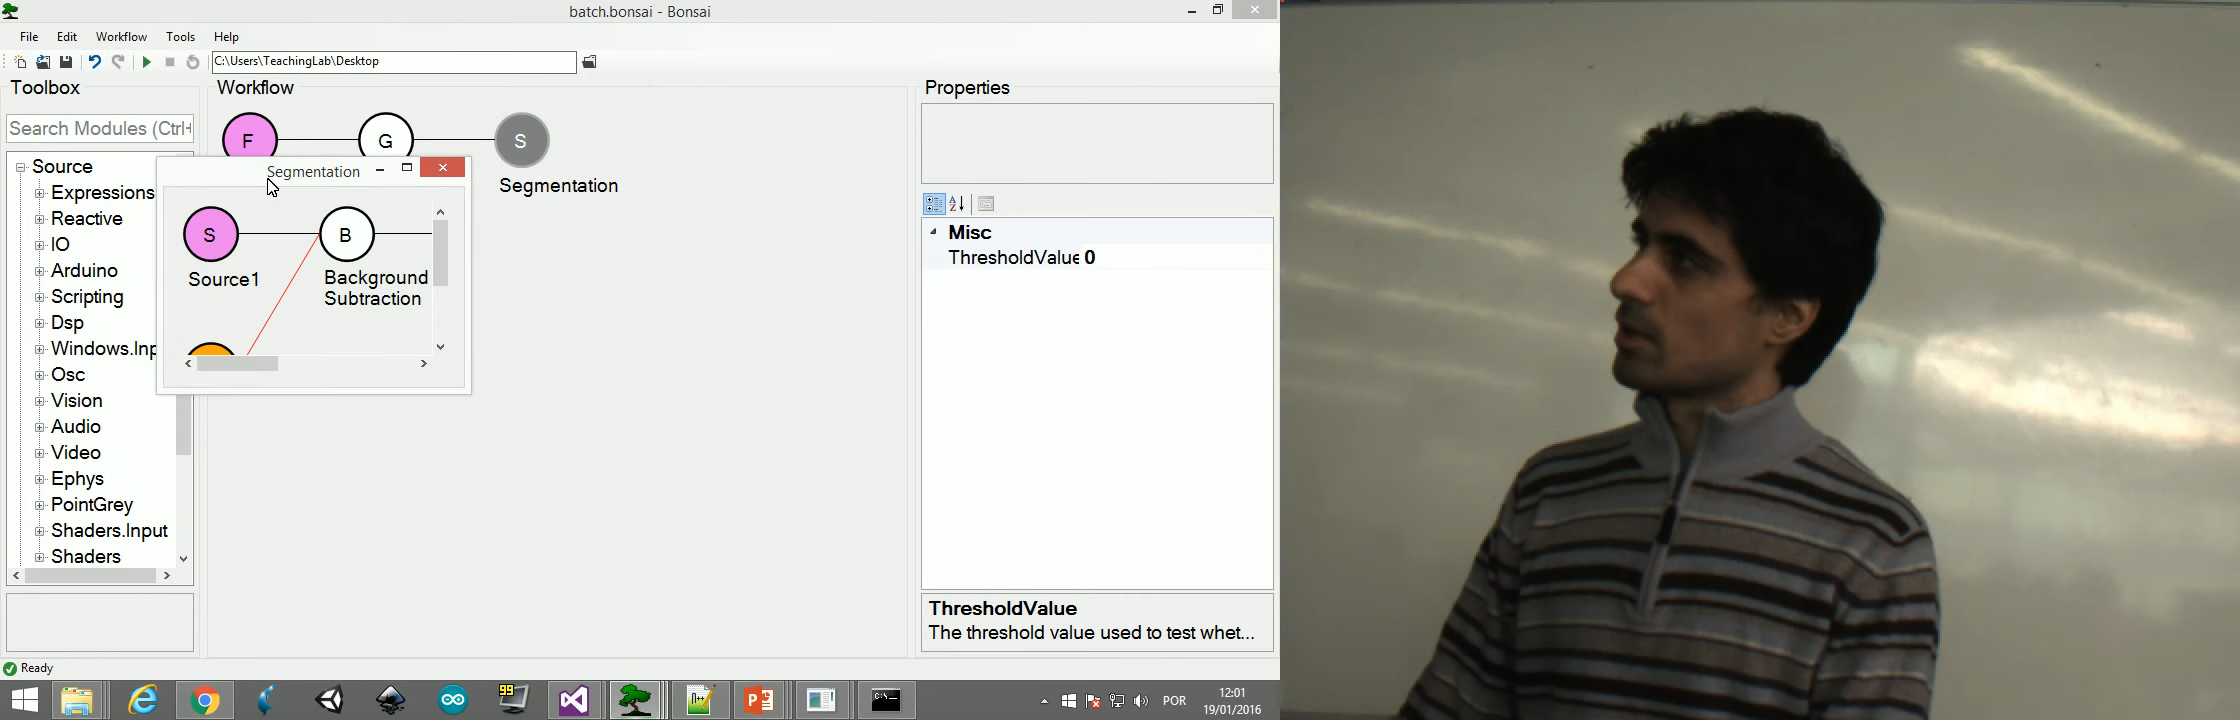 batch.bonsai - Bonsai
File Edit Workflow Tools Help
C:\Users\TeachingLab\Desktop
Toolbox
Workflow
Properties
Search Modules (Ctrl+
F
G
S
Segmentation
Segmentation
Source
Expressions
Reactive
IO
Arduino
Scripting
Dsp
Windows.Inp
Osc
Vision
Audio
Video
Ephys
PointGrey
Shaders.Input
Shaders
S
B
Source1
Background
Subtraction
Misc
ThresholdValue 0
ThresholdValue
The threshold value used to test whet...
Ready
99
C:\
POR
12:01
19/01/2016